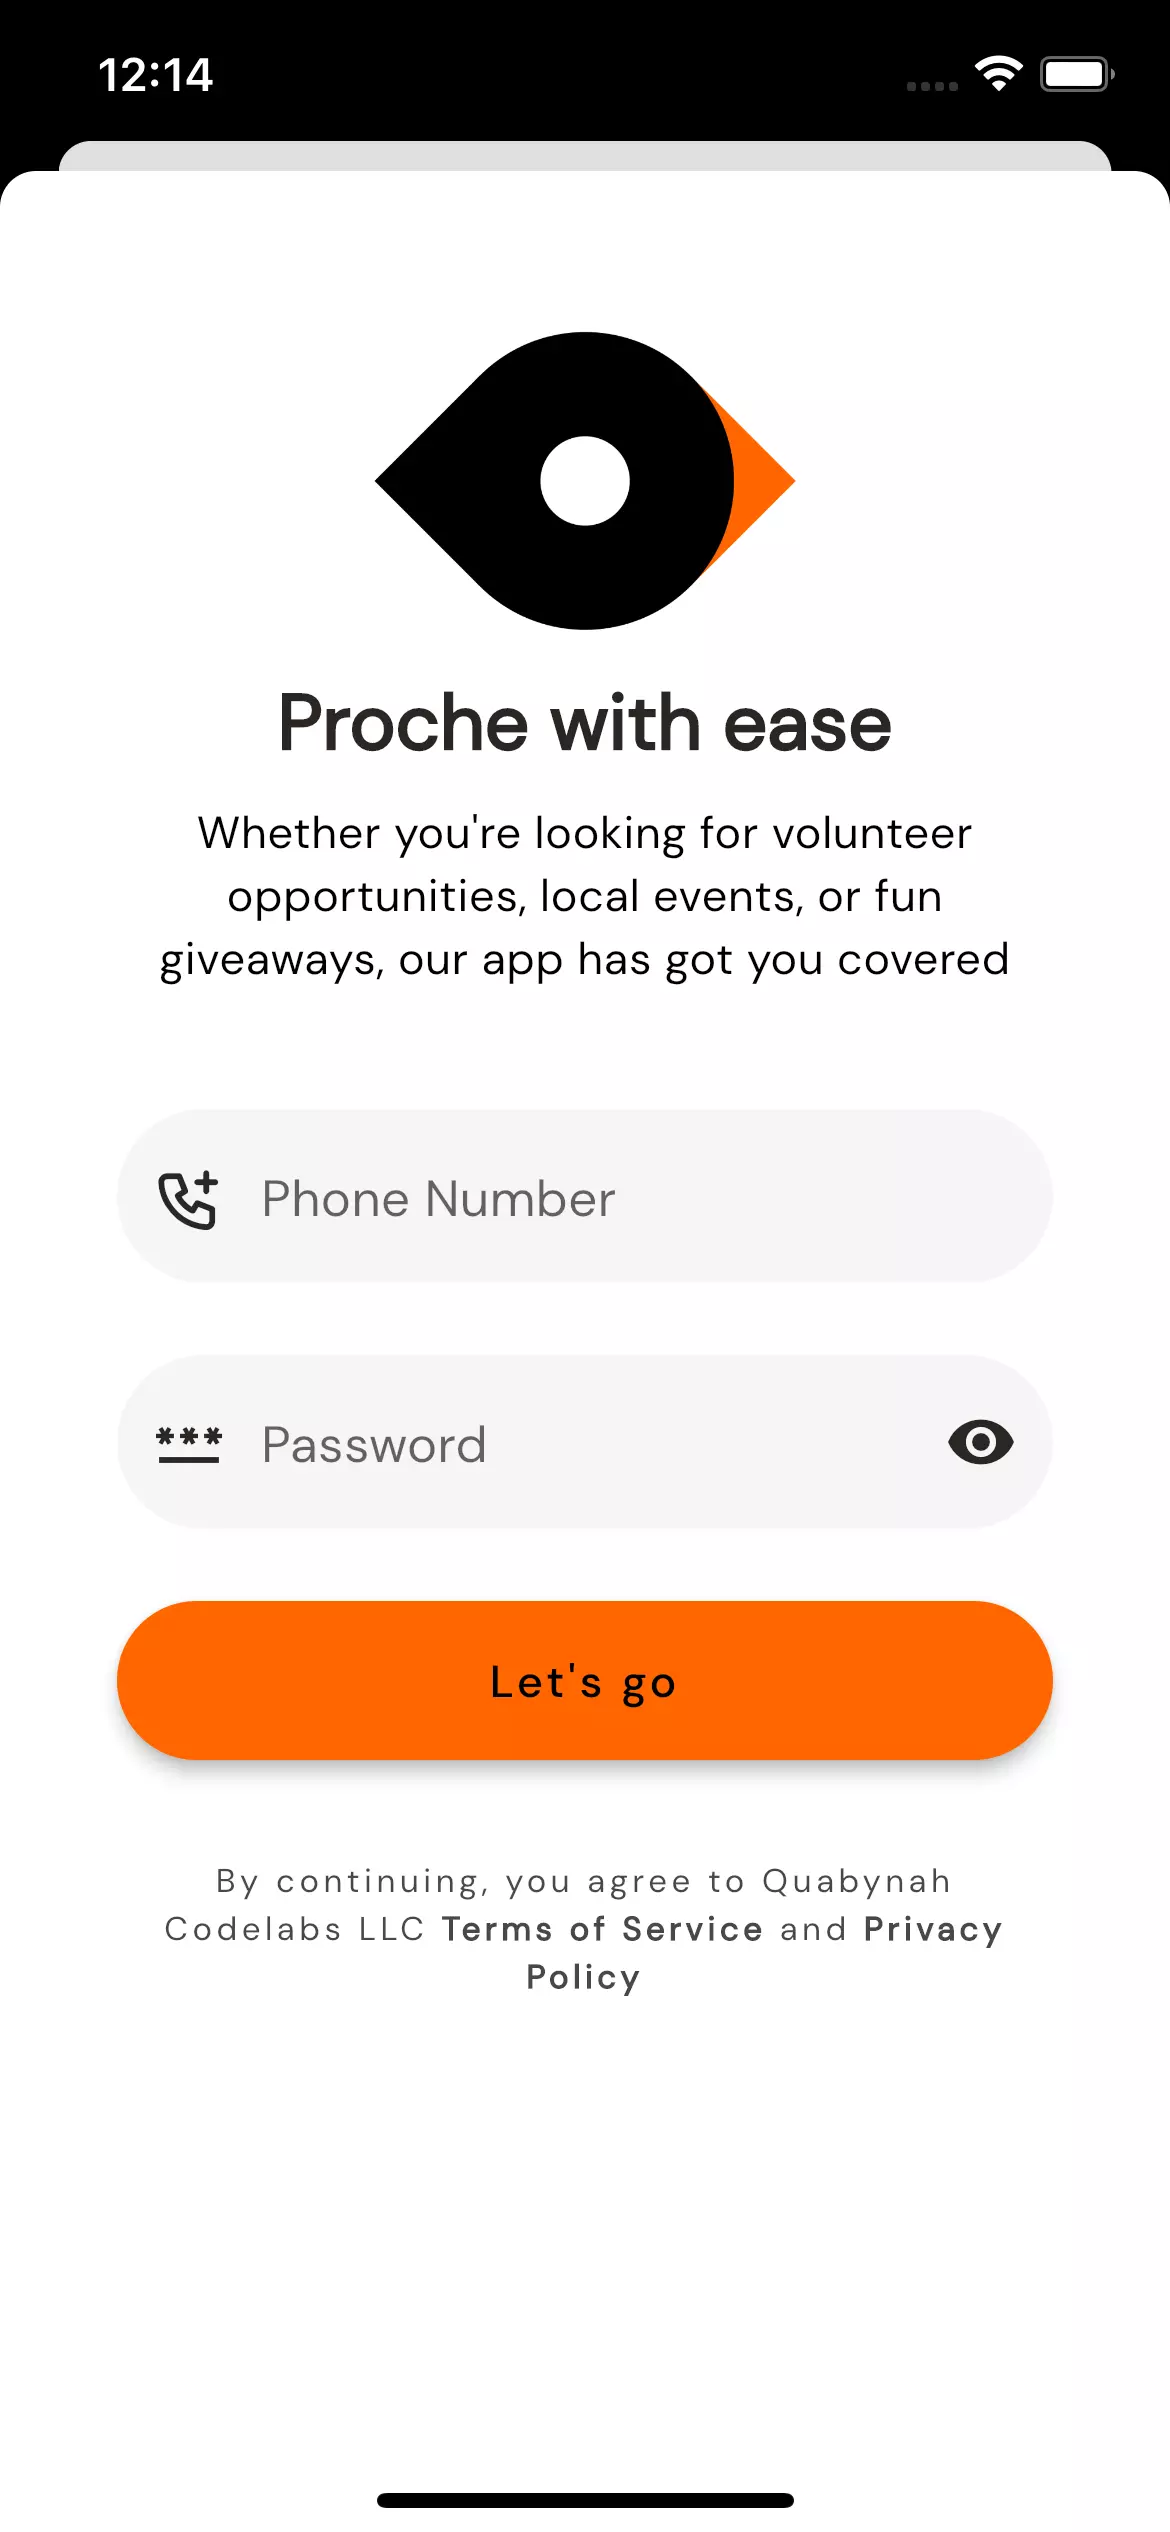 12:14
Proche with ease
Whether you're looking for volunteer
opportunities, local events, or fun
giveaways, our app has got you covered
Phone Number
*** Password
Let's go
By continuing, you agree to Quabynah
Codelabs LLC Terms of Service and Privacy
Policy